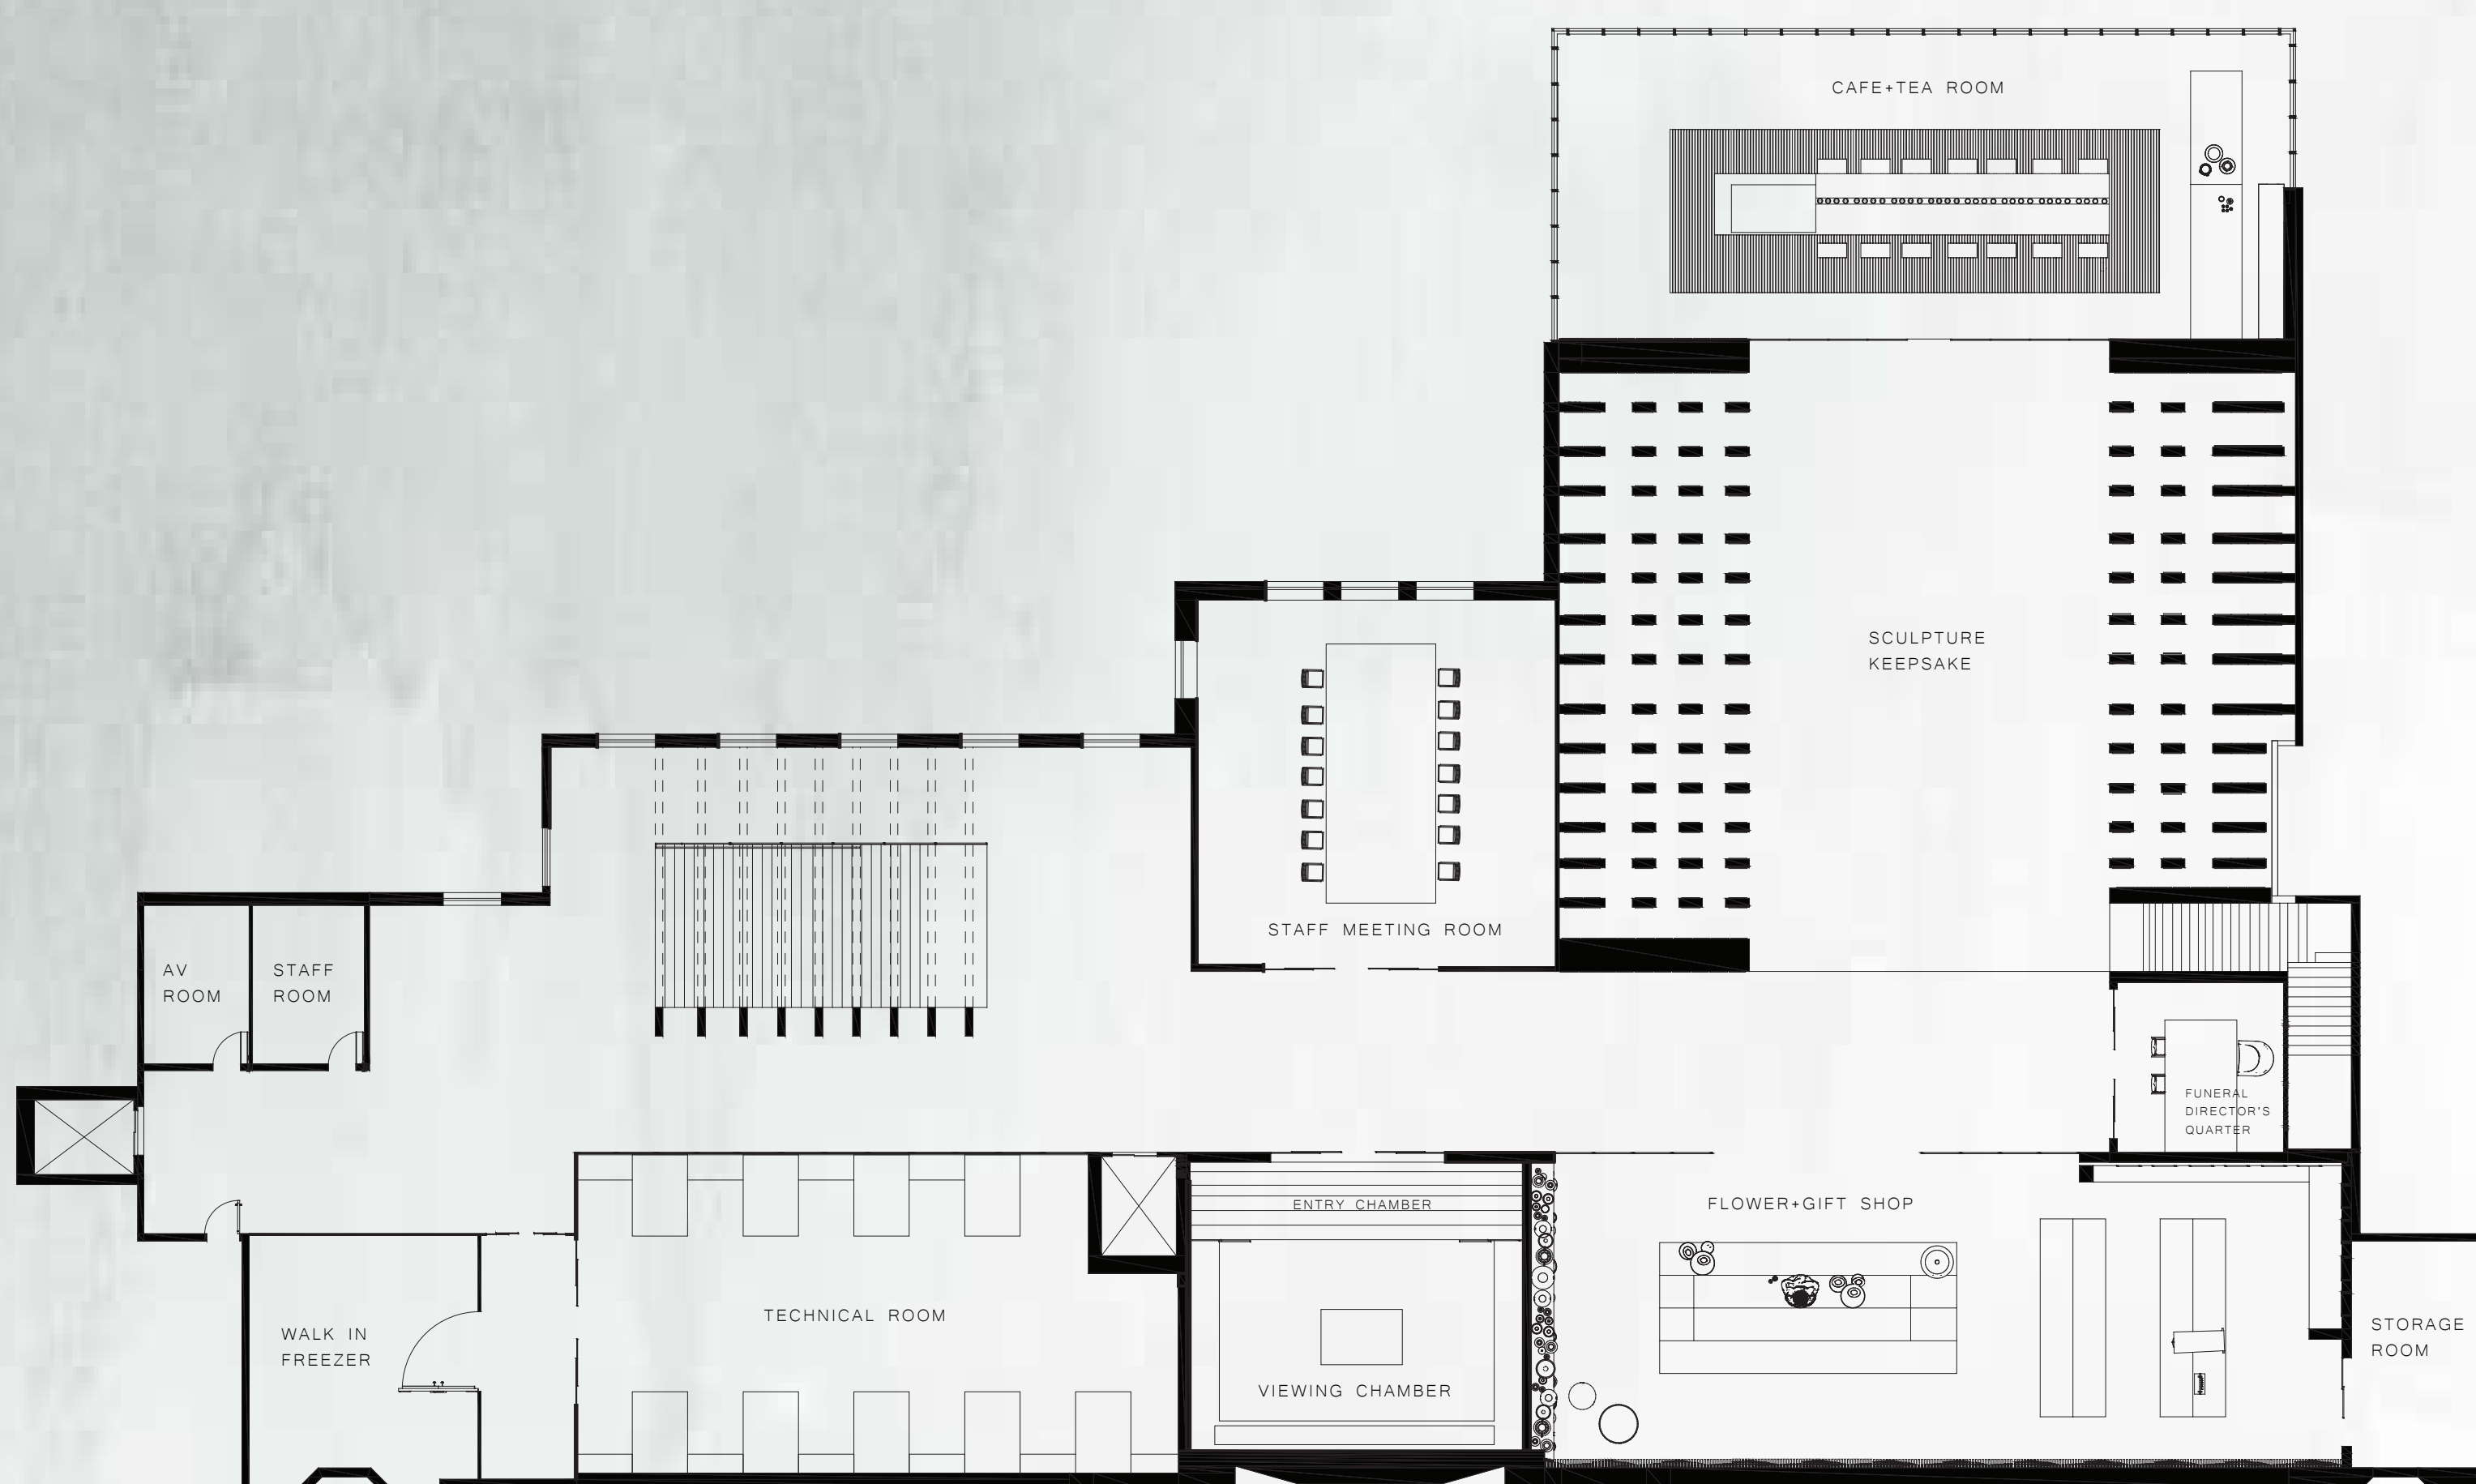 CAFE+TEA ROOM
SCULPTURE
KEEPSAKE
STAFF MEETING ROOM
AV
ROOM
STAFF
ROOM
FUNERAL
DIRECTOR'S
QUARTER
ENTRY CHAMBER
FLOWER+GIFT SHOP
TECHNICAL ROOM
WALK IN
FREEZER
VIEWING CHAMBER
STORAGE
ROOM